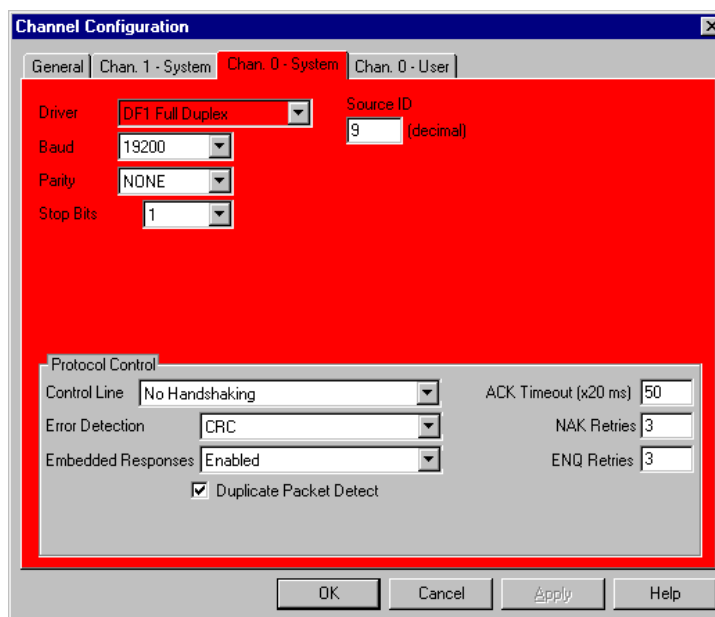 Channel Configuration
General Chan. 1 - System Chan. 0 - System Chan. 0 - User
Driver DF1 Full Duplex Source ID
9 (decimal)
Baud 19200
Parity NONE
Stop Bits 1
Protocol Control
Control Line No Handshaking ACK Timeout (x20 ms) 50
Error Detection CRC NAK Retries 3
Embedded Responses Enabled ENQ Retries 3
Duplicate Packet Detect
OK Cancel Apply Help